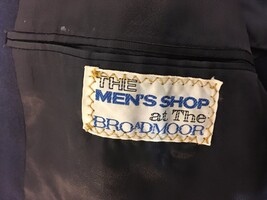 THE
MEN'S SHOP
at The
BROADMOOR